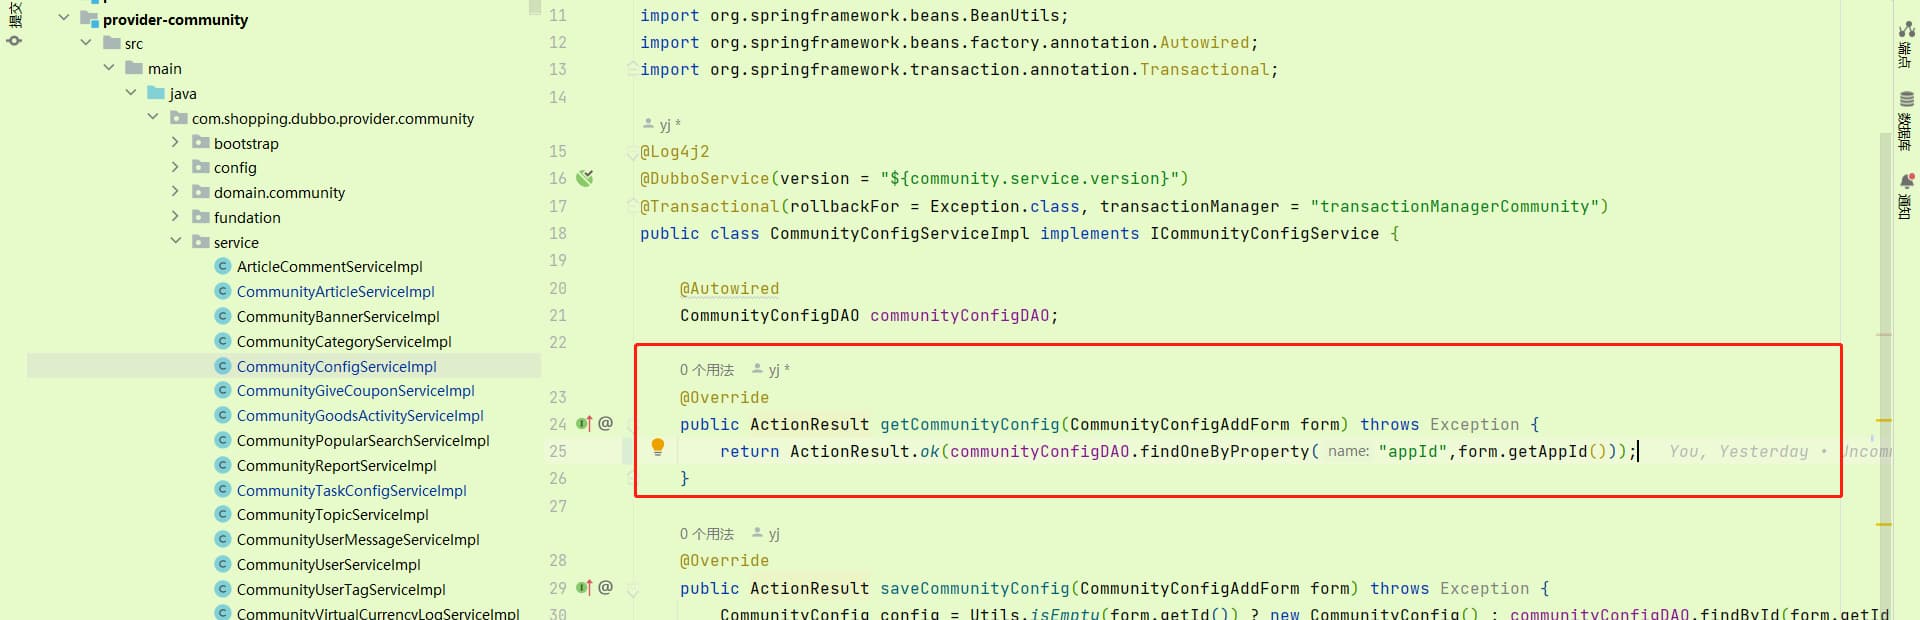 提交
provider-community
src
main
java
com.shopping.dubbo.provider.community
bootstrap
config
domain.community
fundation
service
ArticleCommentServiceImpl
CommunityArticleServiceImpl
CommunityBannerServiceImpl
CommunityCategoryServiceImpl
CommunityConfigServiceImpl
CommunityGiveCouponServiceImpl
CommunityGoodsActivityServiceImpl
CommunityPopularSearchServiceImpl
CommunityReportServiceImpl
CommunityTaskConfigServiceImpl
CommunityTopicServiceImpl
CommunityUserMessageServiceImpl
CommunityUserServiceImpl
CommunityUserTagServiceImpl
CommunityVirtualCurrencyLogServiceImpl
11 import org.springframework.beans.BeanUtils;
12 import org.springframework.beans.factory.annotation.Autowired;
13 import org.springframework.transaction.annotation.Transactional;
14
yj *
15 @Log4j2
16 @DubboService(version = "${community.service.version}")
17 @Transactional(rollbackFor = Exception.class, transactionManager = "transactionManagerCommunity")
18 public class CommunityConfigServiceImpl implements ICommunityConfigService {
19
20 @Autowired
21 CommunityConfigDAO communityConfigDAO;
22
0 个用法 yj *
23 @Override
24 @ public ActionResult getCommunityConfig(CommunityConfigAddForm form) throws Exception {
25 return ActionResult.ok(communityConfigDAO.findOneByProperty( name: "appId",form.getAppId())); You, Yesterday •
26 }
27
0 个用法 yj
28 @Override
29 @ public ActionResult saveCommunityConfig(CommunityConfigAddForm form) throws Exception {
30 CommunityConfig config = Utils.isEmpty(form.getId()) ? new CommunityConfig() : communityConfigDAO.findById(form.getId
端点
数据库
通知